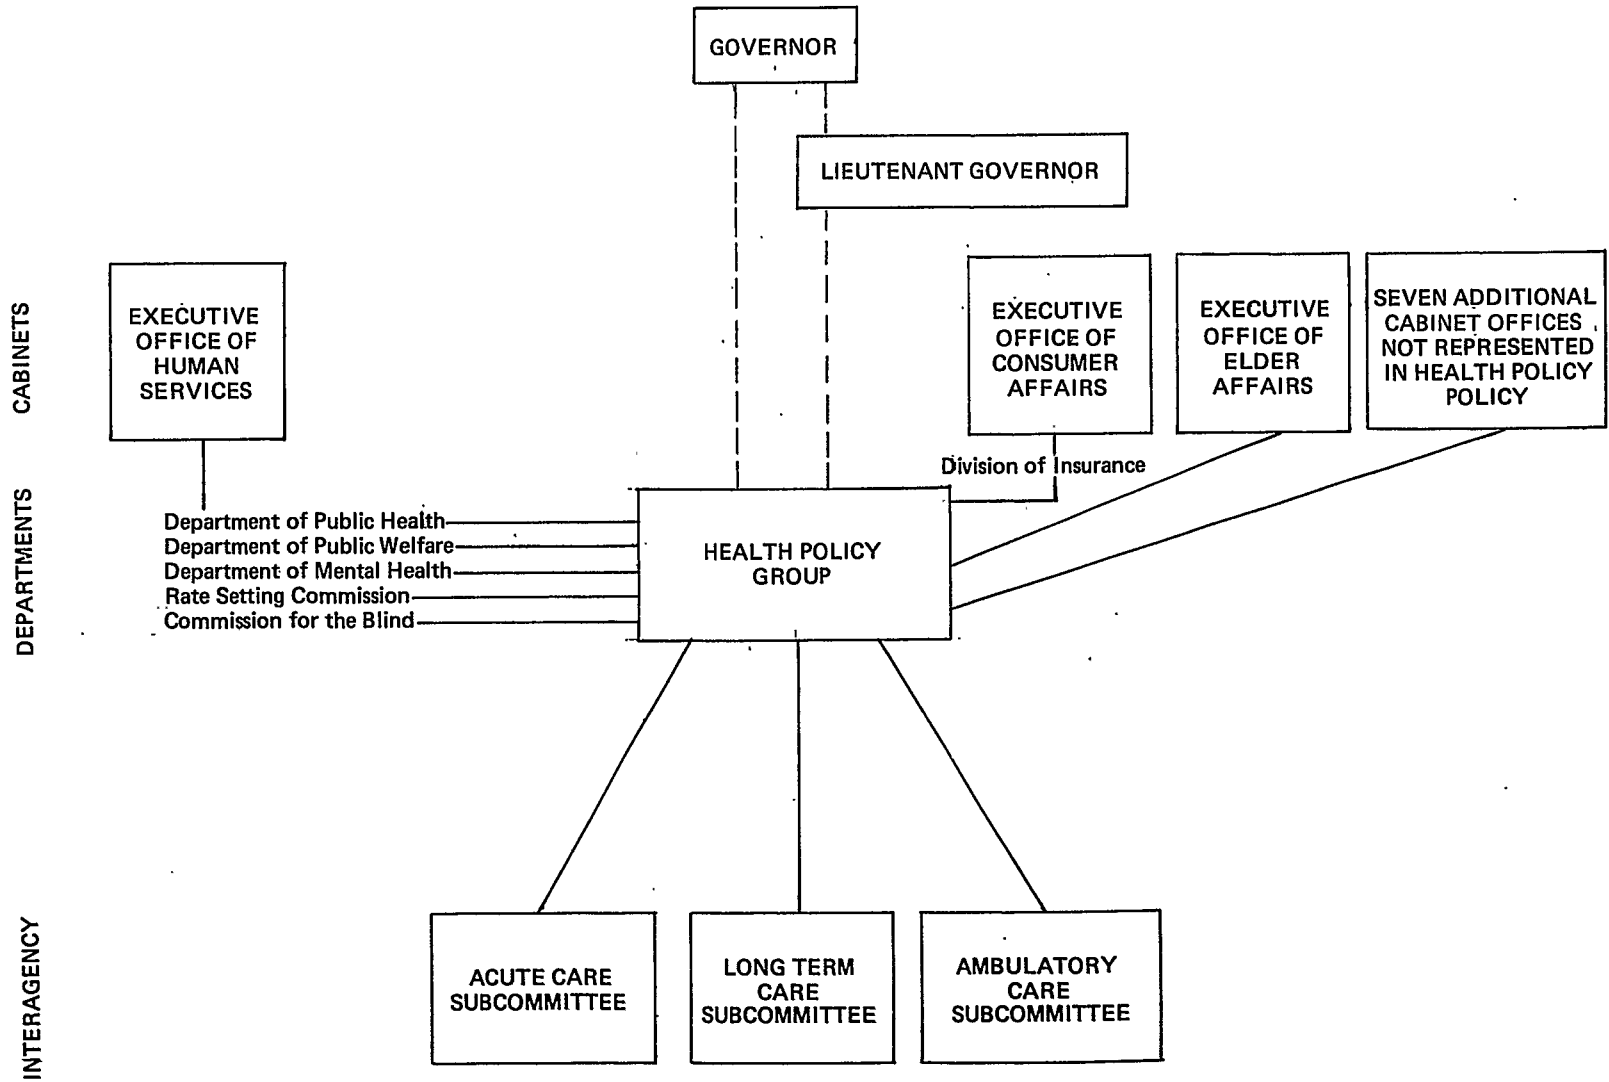 GOVERNOR
LIEUTENANT GOVERNOR
CABINETS
EXECUTIVE
OFFICE OF
HUMAN
SERVICES
EXECUTIVE
OFFICE OF
CONSUMER
AFFAIRS
EXECUTIVE
OFFICE OF
ELDER
AFFAIRS
SEVEN ADDITIONAL
CABINET OFFICES
NOT REPRESENTED
IN HEALTH POLICY
POLICY
Division of Insurance
DEPARTMENTS
Department of Public Health
Department of Public Welfare
Department of Mental Health
Rate Setting Commission
Commission for the Blind
HEALTH POLICY
GROUP
INTERAGENCY
ACUTE CARE
SUBCOMMITTEE
LONG TERM
CARE
SUBCOMMITTEE
AMBULATORY
CARE
SUBCOMMITTEE